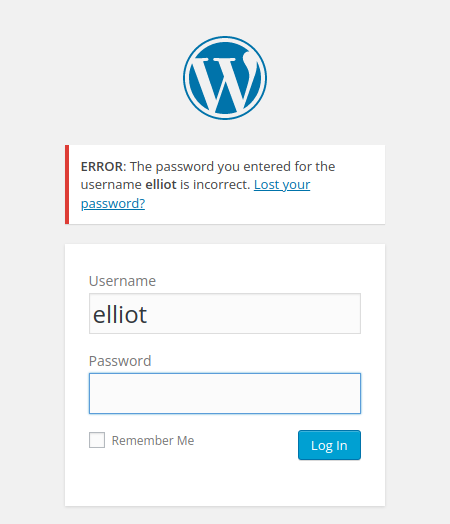 W
ERROR: The password you entered for the
username elliot is incorrect. Lost your
password?
Username
elliot
Password
Remember Me
Log In